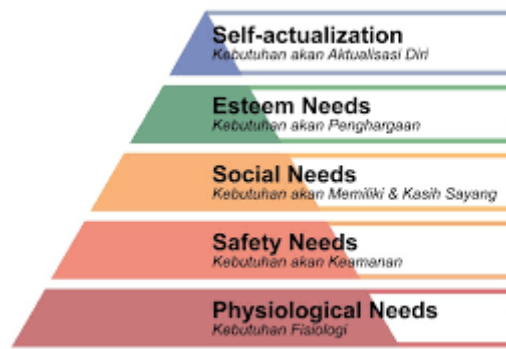 Self-actualization
Kebutuhan akan Aktualisasi Diri
Esteem Needs
Kebutuhan akan Penghargaan
Social Needs
Kebutuhan akan Memiliki & Kasih Sayang
Safety Needs
Kebutuhan akan Keamanan
Physiological Needs
Kebutuhan Fisiologi